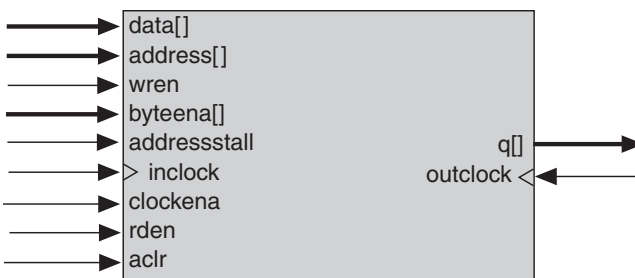 data[]
address[]
wren
byteena[]
addressstall
q[]
inclock
outclock
clockena
rden
aclr